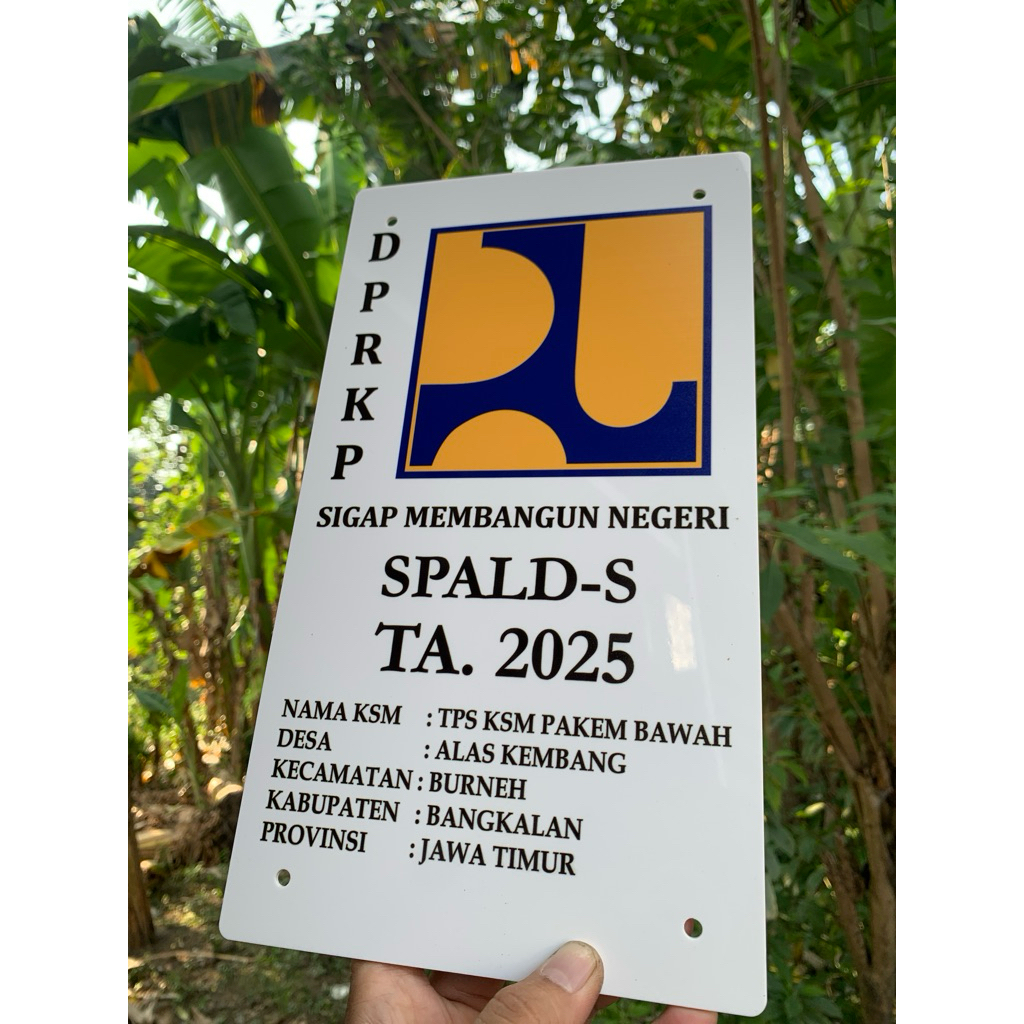 DPRKP
SIGAP MEMBANGUN NEGERI
SPALD-S
TA. 2025
NAMA KSM : TPS KSM PAKEM BAWAH
DESA : ALAS KEMBANG
KECAMATAN : BURNEH
KABUPATEN : BANGKALAN
PROVINSI : JAWA TIMUR